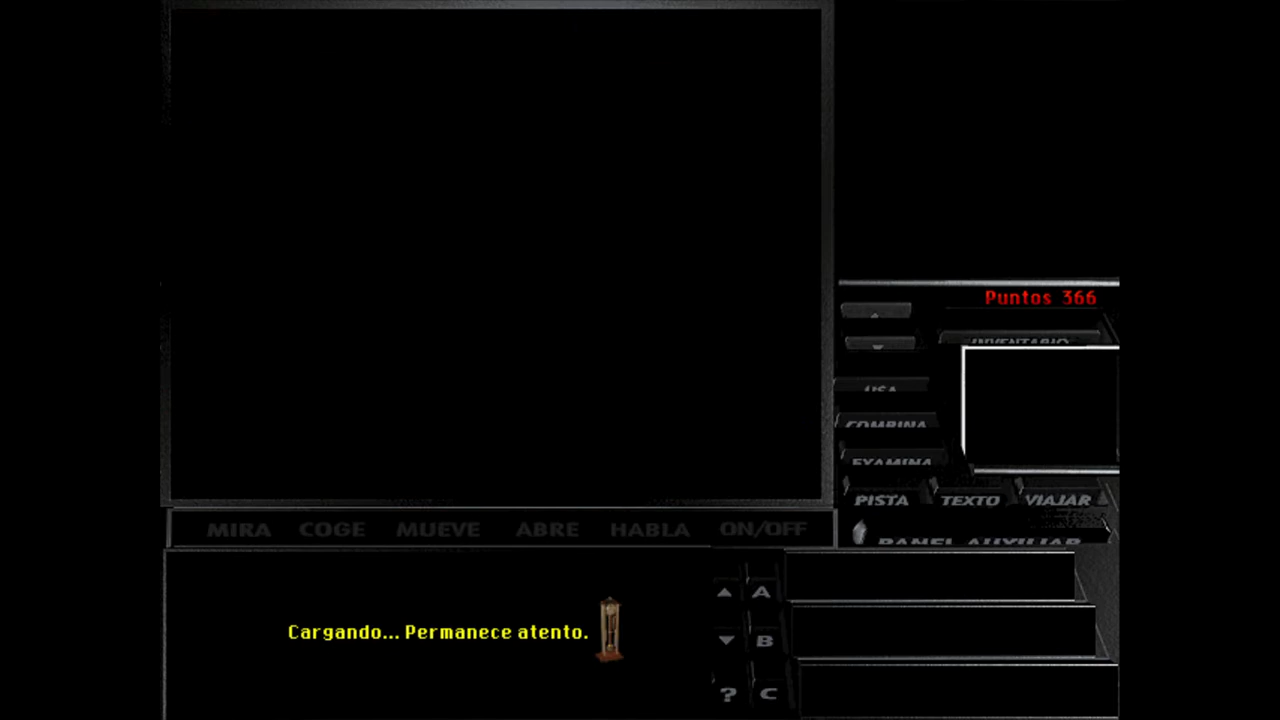 Puntos 366
INVENTARIO
USA
COMBINA
EXAMINA
PISTA TEXTO VIAJAR
MIRA COGE MUEVE ABRE HABLA ON/OFF
PANEL AUXILIAR
A
Cargando... Permanece atento.
B
? C